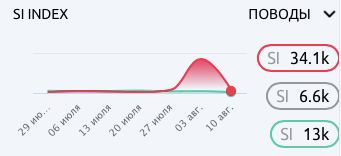 SI INDEX
ПОВОДЫ
SI 34.1k
SI 6.6k
SI 13k
29 ию...
06 июля
13 июля
20 июля
27 июля
03 авг.
10 авг.